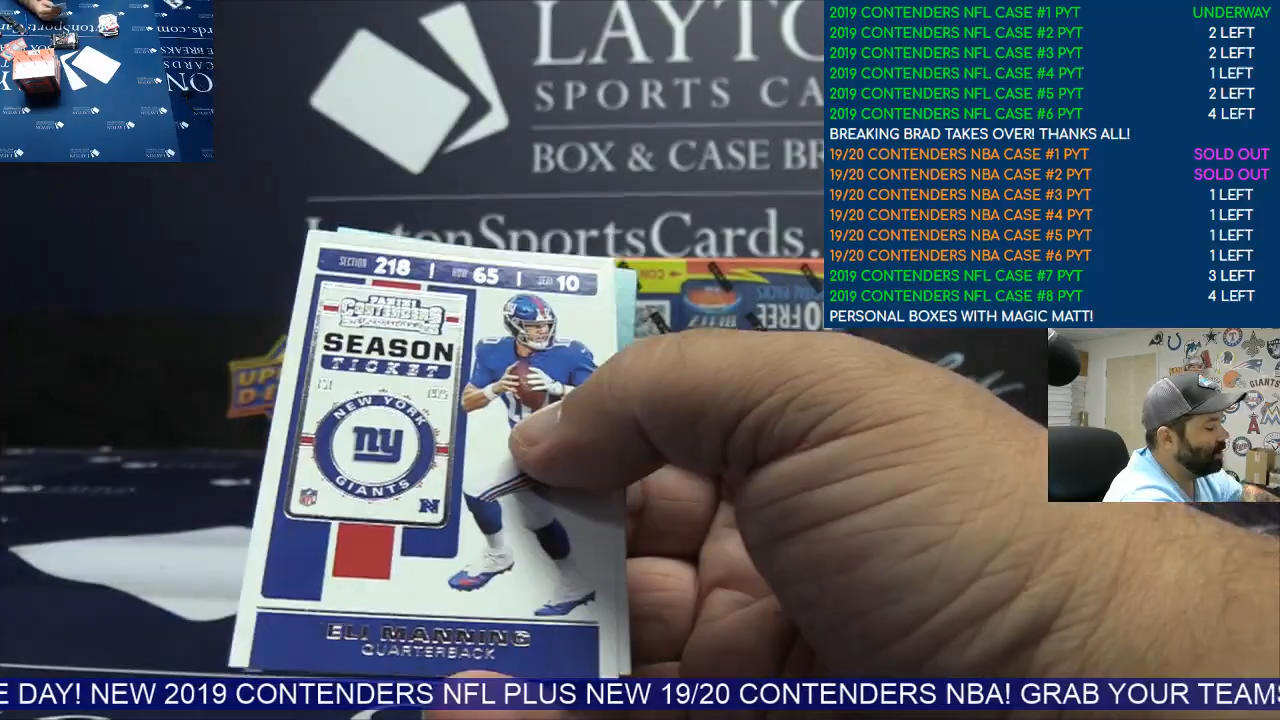 2019 CONTENDERS NFL CASE #1 PYT UNDERWAY
2019 CONTENDERS NFL CASE #2 PYT 2 LEFT
2019 CONTENDERS NFL CASE #3 PYT 2 LEFT
2019 CONTENDERS NFL CASE #4 PYT 1 LEFT
2019 CONTENDERS NFL CASE #5 PYT 2 LEFT
2019 CONTENDERS NFL CASE #6 PYT 4 LEFT
BREAKING BRAD TAKES OVER! THANKS ALL!
19/20 CONTENDERS NBA CASE #1 PYT SOLD OUT
19/20 CONTENDERS NBA CASE #2 PYT SOLD OUT
19/20 CONTENDERS NBA CASE #3 PYT 1 LEFT
19/20 CONTENDERS NBA CASE #4 PYT 1 LEFT
19/20 CONTENDERS NBA CASE #5 PYT 1 LEFT
19/20 CONTENDERS NBA CASE #6 PYT 1 LEFT
2019 CONTENDERS NFL CASE #7 PYT 3 LEFT
2019 CONTENDERS NFL CASE #8 PYT 4 LEFT
PERSONAL BOXES WITH MAGIC MATT!
LAYTO
SPORTS CA
BOX & CASE BR
LaytonSportsCards.
SECTION 218 | ROW 65 | SEAT 10
PANINI
CONTENDERS
SEASON
TICKET
NEW YORK
NY
GIANTS
NFL
N
ELI MANNING
QUARTERBACK
GIANTS
E DAY! NEW 2019 CONTENDERS NFL PLUS NEW 19/20 CONTENDERS NBA! GRAB YOUR TEAMS